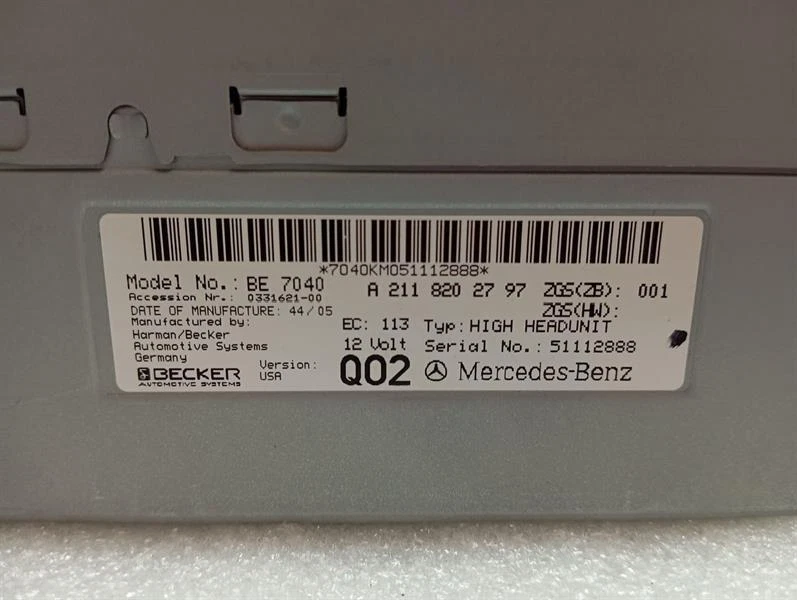 *7040KM051112888*
Model No.: BE 7040
A 211 820 27 97 ZGS(ZB): 001
Accession Nr.: 0331621-00
ZGS(HW):
DATE OF MANUFACTURE: 44/05
Manufactured by:
EC: 113 Typ: HIGH HEADUNIT
Harman/Becker
Automotive Systems
12 Volt Serial No.: 51112888
Germany
Version:
USA
BECKER
AUTOMOTIVE SYSTEMS
Q02 Mercedes-Benz